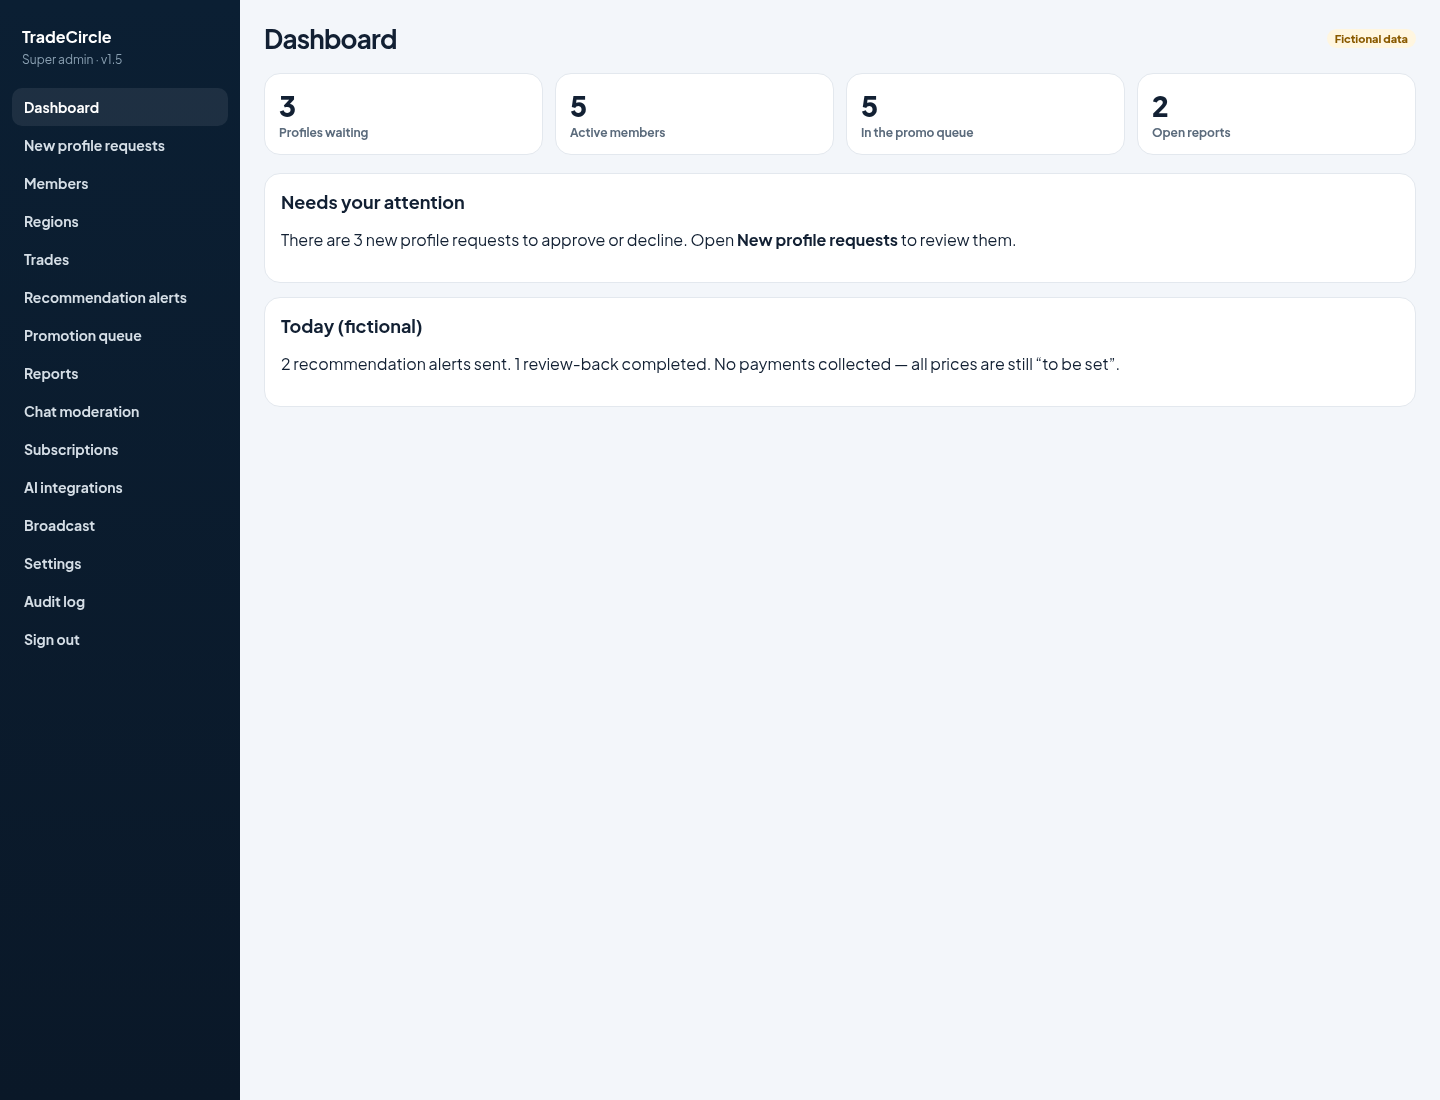 TradeCircle
Super admin · v1.5
Dashboard
New profile requests
Members
Regions
Trades
Recommendation alerts
Promotion queue
Reports
Chat moderation
Subscriptions
AI integrations
Broadcast
Settings
Audit log
Sign out
Dashboard
Fictional data
3
Profiles waiting
5
Active members
5
In the promo queue
2
Open reports
Needs your attention
There are 3 new profile requests to approve or decline. Open New profile requests to review them.
Today (fictional)
2 recommendation alerts sent. 1 review-back completed. No payments collected — all prices are still “to be set”.